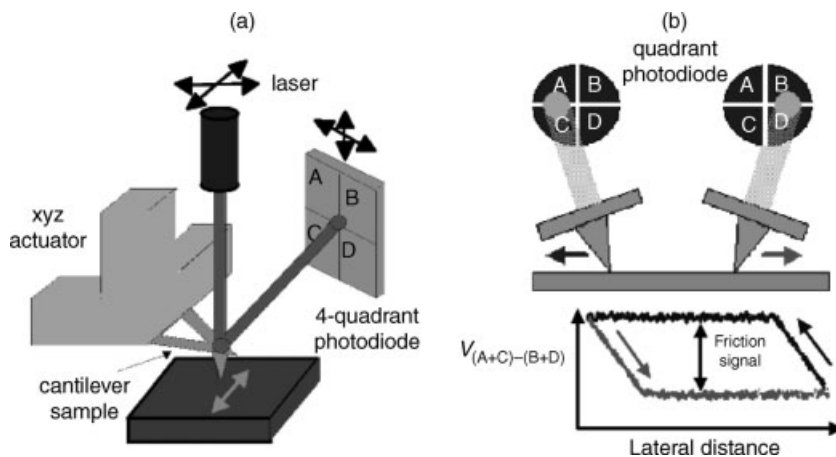 (a)
laser
A
B
C
D
xyz
actuator
4-quadrant
photodiode
cantilever
sample
(b)
quadrant
photodiode
A B
C D
A B
C D
V(A+C)–(B+D)
Friction
signal
Lateral distance